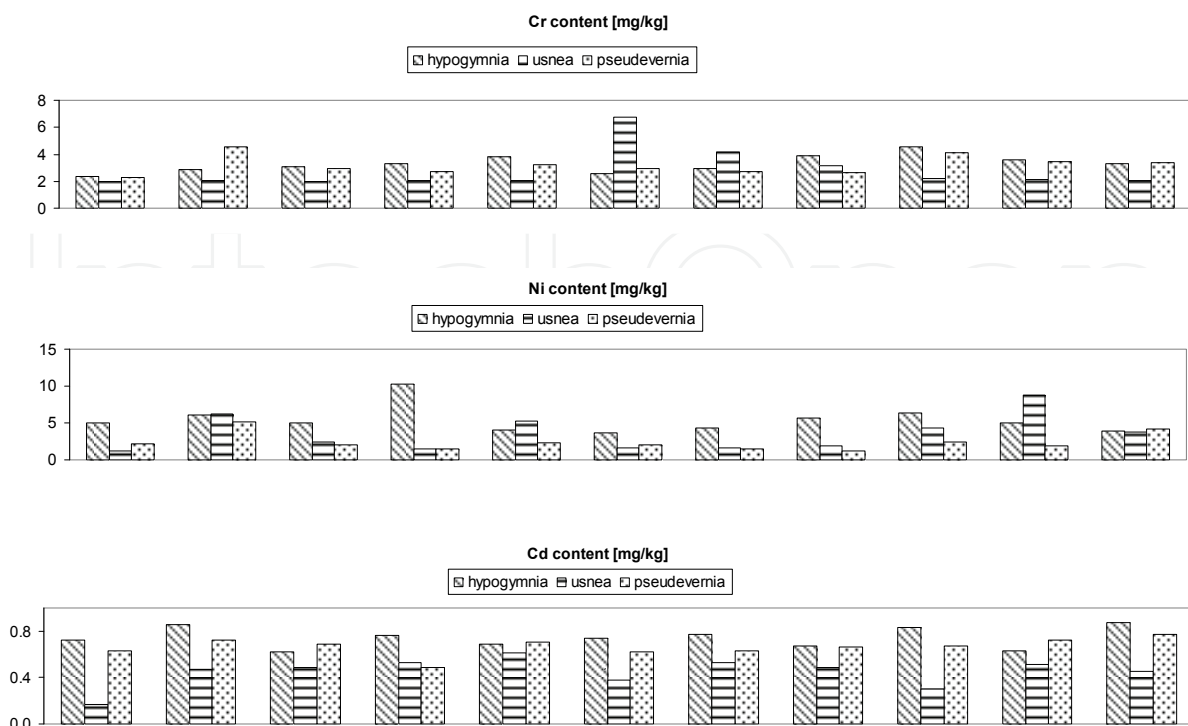 Cr content [mg/kg]
hypogymnia usnea pseudevernia
8
6
4
2
0
Ni content [mg/kg]
hypogymnia usnea pseudevernia
15
10
5
0
Cd content [mg/kg]
hypogymnia usnea pseudevernia
0.8
0.4
0.0